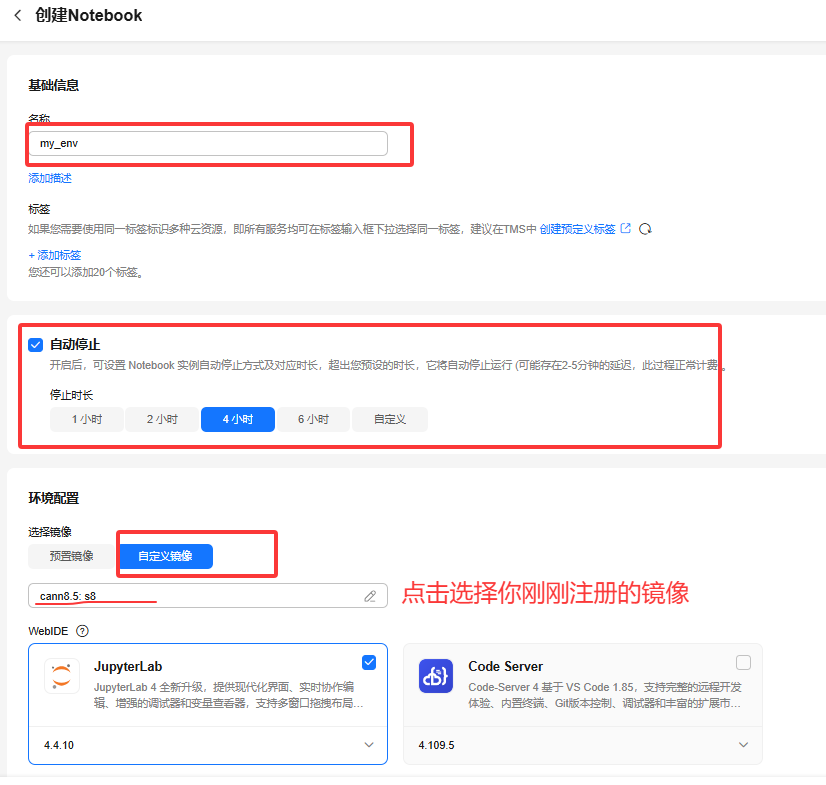 创建Notebook
基础信息
名称
my_env
添加描述
标签
如果您需要使用同一标签标识多种云资源，即所有服务均可在标签输入框下拉选择同一标签，建议在TMS中 创建预定义标签
+ 添加标签
您还可以添加20个标签。
自动停止
开启后，可设置 Notebook 实例自动停止方式及对应时长，超出您预设的时长，它将自动停止运行 (可能存在2-5分钟的延迟，此过程正常计费)。
停止时长
1 小时 2 小时 4 小时 6 小时 自定义
环境配置
选择镜像
预置镜像 自定义镜像
cann8.5: s8
点击选择你刚刚注册的镜像
WebIDE ?
JupyterLab
JupyterLab 4 全新升级，提供现代化界面、实时协作编
辑、增强的调试器和变量查看器，支持多窗口拖拽布局...
4.4.10
Code Server
Code-Server 4 基于 VS Code 1.85，支持完整的远程开发
体验、内置终端、Git版本控制、调试器和丰富的扩展市...
4.109.5